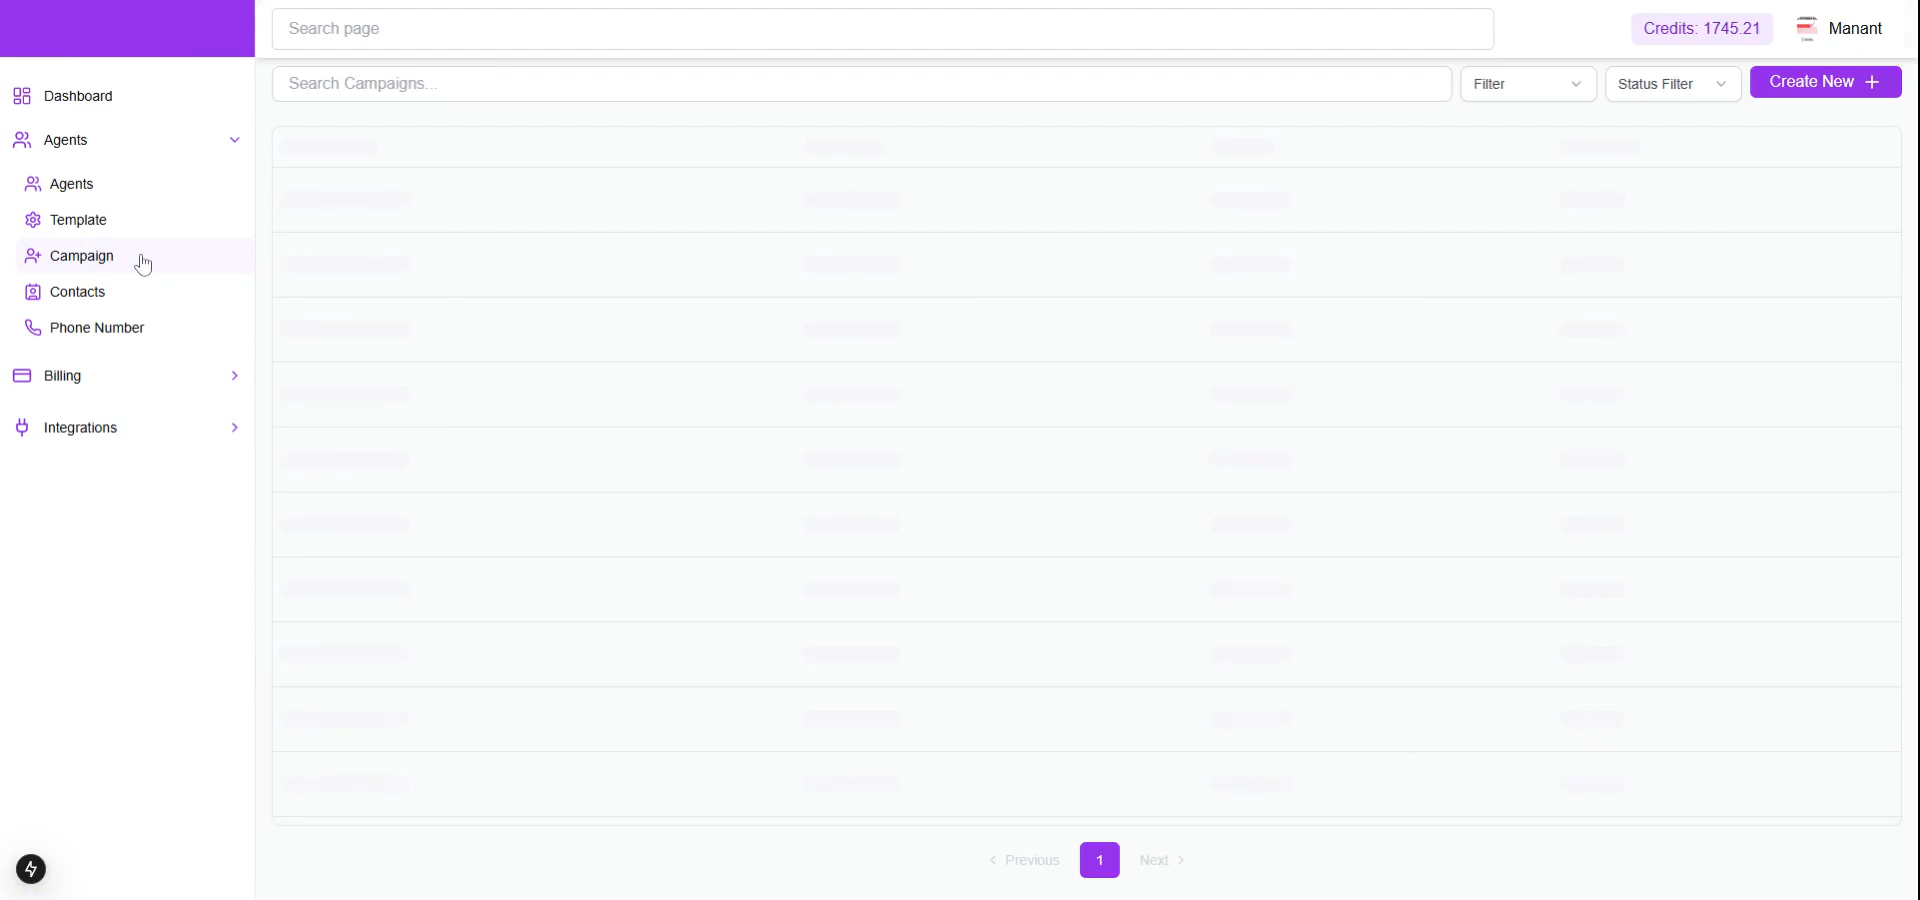 Search page
Credits: 1745.21
Manant
Search Campaigns...
Filter
Status Filter
Create New
Dashboard
Agents
Agents
Template
Campaign
Contacts
Phone Number
Billing
Integrations
Previous
1
Next